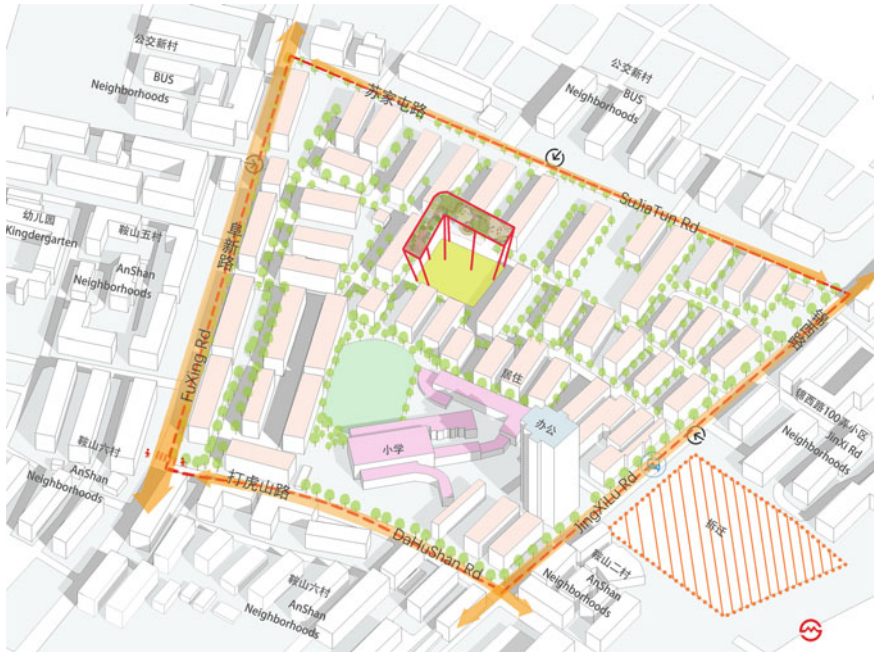 公交新村
BUS
Neighborhoods
公交新村
BUS
Neighborhoods
苏家屯路
SuJiaTun Rd
幼儿园
Kingdergarten
鞍山五村
AnShan
Neighborhoods
阜新路
FuXing Rd
锦西路
居住
办公
小学
锦西路100弄小区
JinXi Rd
Neighborhoods
鞍山六村
AnShan
Neighborhoods
打虎山路
DaHuShan Rd
JingXiLu Rd
拆迁
鞍山六村
AnShan
Neighborhoods
鞍山二村
AnShan
Neighborhoods